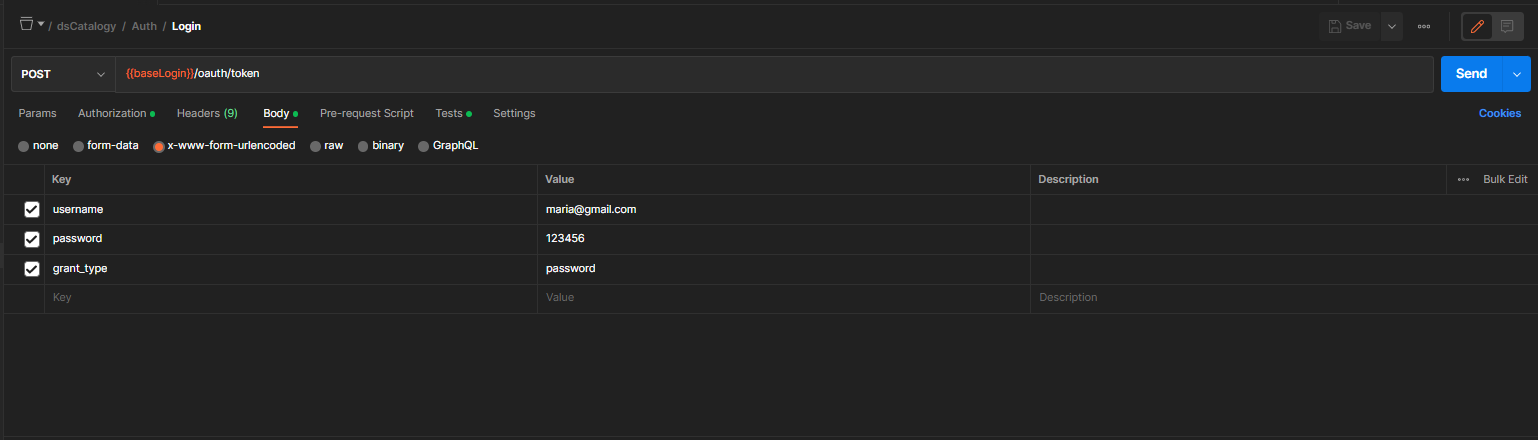 / dsCatalogy / Auth / Login
Save
POST {{baseLogin}}/oauth/token Send
Params Authorization Headers (9) Body Pre-request Script Tests Settings Cookies
none form-data x-www-form-urlencoded raw binary GraphQL
Key Value Description Bulk Edit
username maria@gmail.com
password 123456
grant_type password
Key Value Description